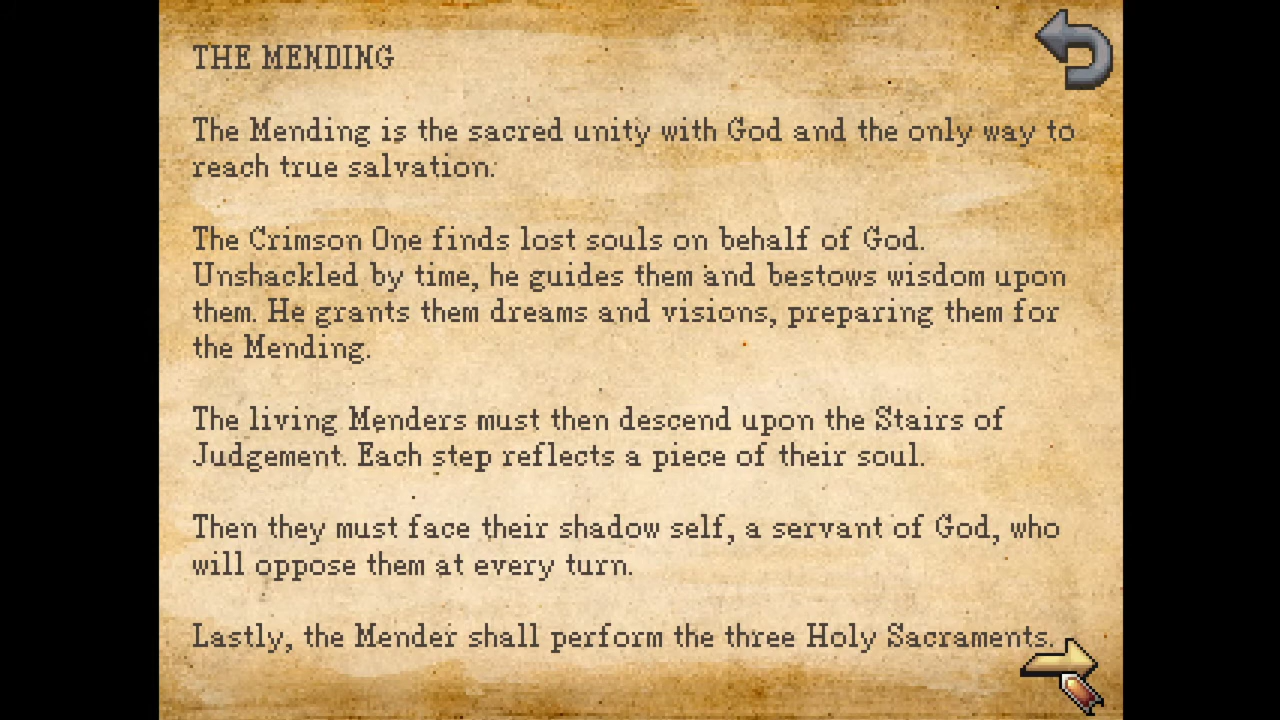 THE MENDING
The Mending is the sacred unity with God and the only way to
reach true salvation.
The Crimson One finds lost souls on behalf of God.
Unshackled by time, he guides them and bestows wisdom upon
them. He grants them dreams and visions, preparing them for
the Mending.
The living Menders must then descend upon the Stairs of
Judgement. Each step reflects a piece of their soul.
Then they must face their shadow self, a servant of God, who
will oppose them at every turn.
Lastly, the Mender shall perform the three Holy Sacraments.